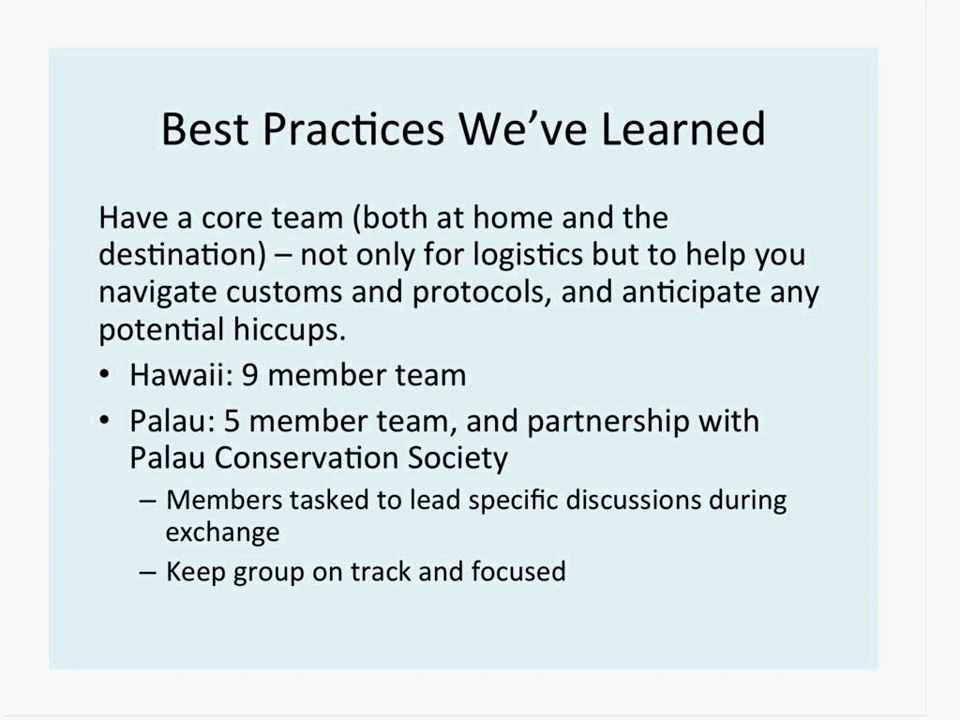 Best Practices We’ve Learned
Have a core team (both at home and the
destination) – not only for logistics but to help you
navigate customs and protocols, and anticipate any
potential hiccups.
• Hawaii: 9 member team
• Palau: 5 member team, and partnership with
Palau Conservation Society
– Members tasked to lead specific discussions during
exchange
– Keep group on track and focused